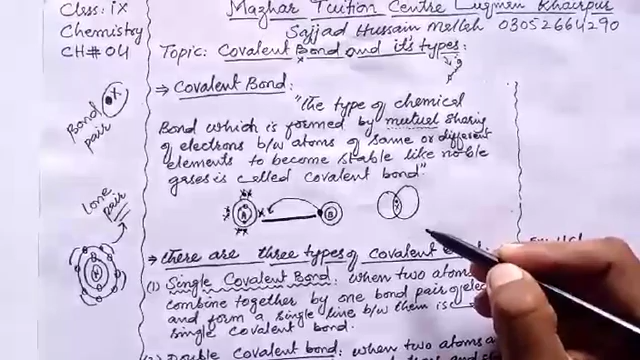 Class: IX
Chemistry
CH# 04
Mazhar Tuition Centre Luqman Khairpur
Sajjad Hussain Melleh 03052664290
Topic: Covalent Bond and it's types:
⇒ Covalent Bond:
"The type of chemical
Bond which is formed by mutual sharing
of electrons b/w atoms of same or different
elements to become stable like noble
gases is called covalent bond"
Bond
pair
X
Lone
pair
A
B
⇒ There are three types of covalent
(1) Single Covalent Bond: when two atoms
combine together by one bond pair of
and form a single line b/w them is
single covalent bond.
(2) Double Covalent bond: when two atoms